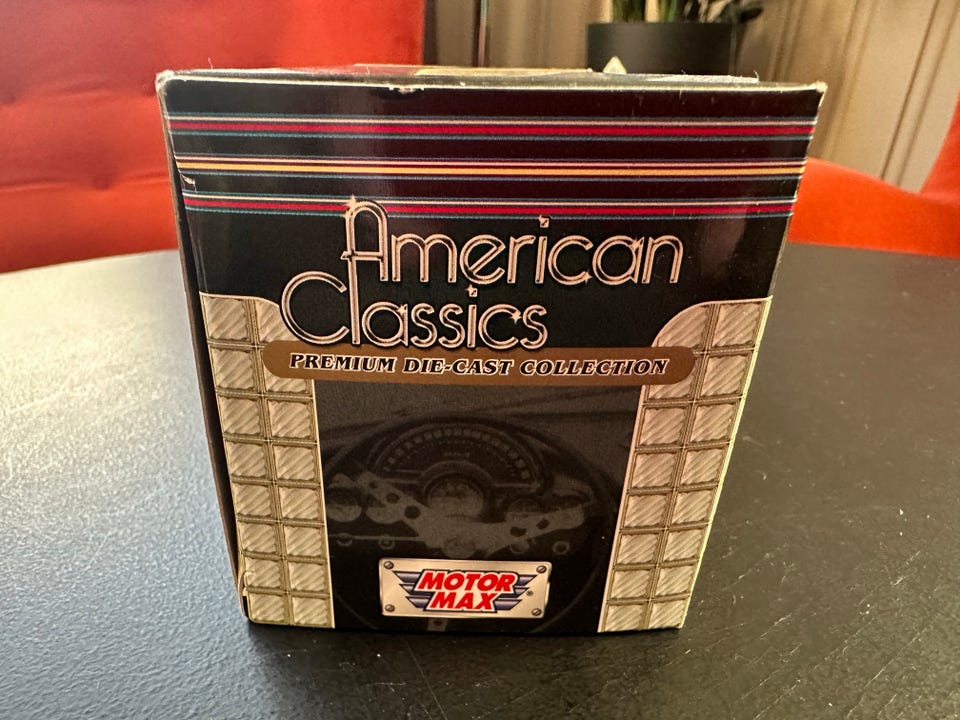 American
Classics
PREMIUM DIE-CAST COLLECTION
MOTOR
MAX®